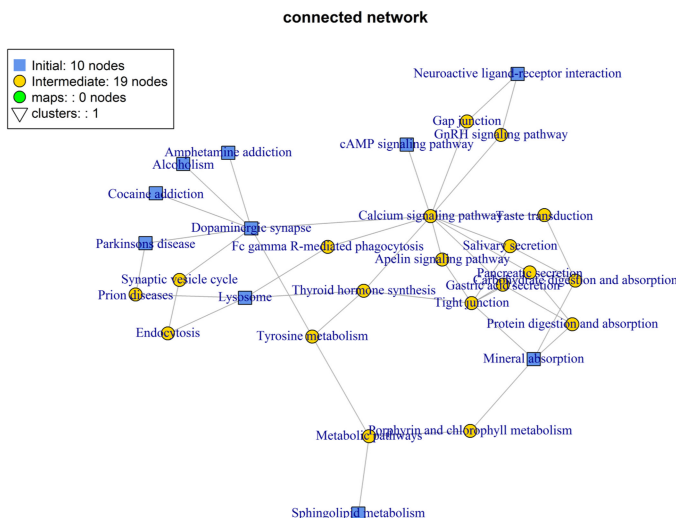 connected network
Initial: 10 nodes
Intermediate: 19 nodes
maps: : 0 nodes
clusters: : 1
Neuroactive ligand-receptor interaction
Gap junction
GnRH signaling pathway
cAMP signaling pathway
Amphetamine addiction
Alcoholism
Cocaine addiction
Calcium signaling pathway
Taste transduction
Dopaminergic synapse
Parkinsons disease
Fc gamma R-mediated phagocytosis
Salivary secretion
Apelin signaling pathway
Pancreatic secretion
Synaptic vesicle cycle
Carbohydrate digestion and absorption
Gastric acid secretion
Prion diseases
Lysosome
Thyroid hormone synthesis
Tight junction
Endocytosis
Tyrosine metabolism
Protein digestion and absorption
Mineral absorption
Metabolic pathways
Porphyrin and chlorophyll metabolism
Sphingolipid metabolism